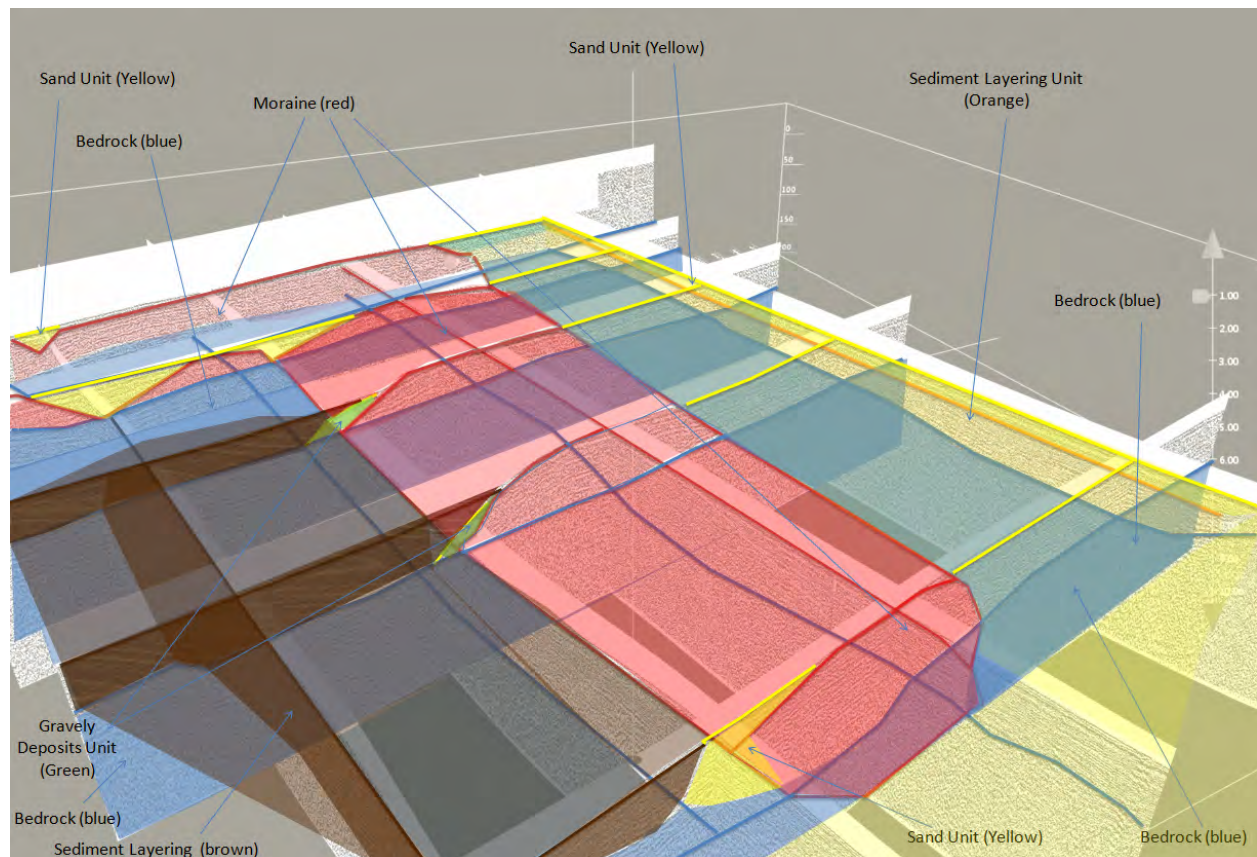 Sand Unit (Yellow)
Sand Unit (Yellow)
Sediment Layering Unit
(Orange)
Moraine (red)
Bedrock (blue)
0
50
100
150
Bedrock (blue)
1.00
2.00
3.00
4.00
5.00
6.00
Gravely
Deposits Unit
(Green)
Bedrock (blue)
Sediment Layering (brown)
Sand Unit (Yellow)
Bedrock (blue)